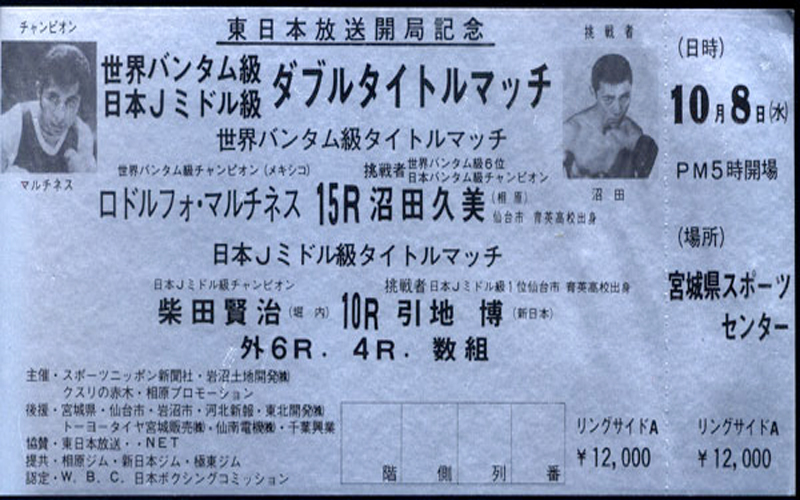 チャンピオン
東日本放送開局記念
挑戦者
世界バンタム級
日本Jミドル級
ダブルタイトルマッチ
世界バンタム級タイトルマッチ
マルチネス
沼田
世界バンタム級チャンピオン(メキシコ)
挑戦者 世界バンタム級6位
日本バンタム級チャンピオン
ロドルフォ・マルチネス 15R 沼田久美 (相原)
仙台市 育英高校出身
日本Jミドル級タイトルマッチ
日本Jミドル級チャンピオン
挑戦者 日本Jミドル級1位仙台市 育英高校出身
柴田賢治 (堀内) 10R 引地 博 (新日本)
外6R. 4R. 数組
主催・スポーツニッポン新聞社・岩沼土地開発㈱
クスリの赤木・相原プロモーション
後援・宮城県・仙台市・岩沼市・河北新報・東北開発㈱
トーヨータイヤ宮城販売㈱・仙南電機㈱・千葉興業
協賛・東日本放送・・NET
提共・相原ジム・新日本ジム・極東ジム
認定・W.B.C. 日本ボクシングコミッション
階 側 列 番
リングサイドA
¥12,000
(日時)
10月8日(水)
PM5時開場
(場所)
宮城県スポーツ
センター
リングサイドA
¥12,000